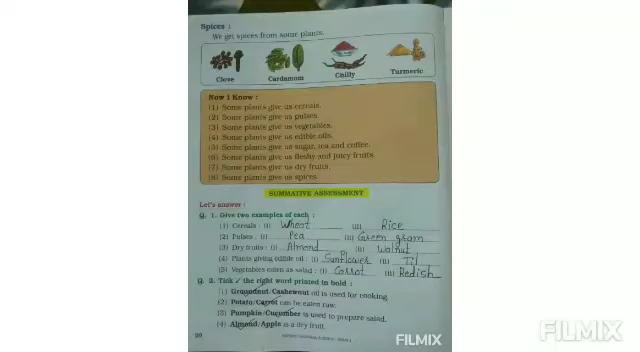 Spices :
We get spices from some plants.
Clove Cardamom Chilly Turmeric
Now I Know :
(1) Some plants give us cereals.
(2) Some plants give us pulses.
(3) Some plants give us vegetables.
(4) Some plants give us edible oils.
(5) Some plants give us sugar, tea and coffee.
(6) Some plants give us fleshy and juicy fruits.
(7) Some plants give us dry fruits.
(8) Some plants give us spices.
SUMMATIVE ASSESSMENT
Let's answer :
Q. 1. Give two examples of each :
(1) Cereals : (i) Wheat (ii) Rice
(2) Pulses : (i) Pea (ii) Green gram
(3) Dry fruits : (i) Almond (ii) Walnut
(4) Plants giving edible oil : (i) Sunflower (ii) Til
(5) Vegetables eaten as salad : (i) Carrot (ii) Redish
Q. 2. Tick ✓ the right word printed in bold :
(1) Groundnut/Cashewnut oil is used for cooking.
(2) Potato/Carrot can be eaten raw.
(3) Pumpkin/Cucumber is used to prepare salad.
(4) Almond/Apple is a dry fruit.
20
FILMIX
FILMIX